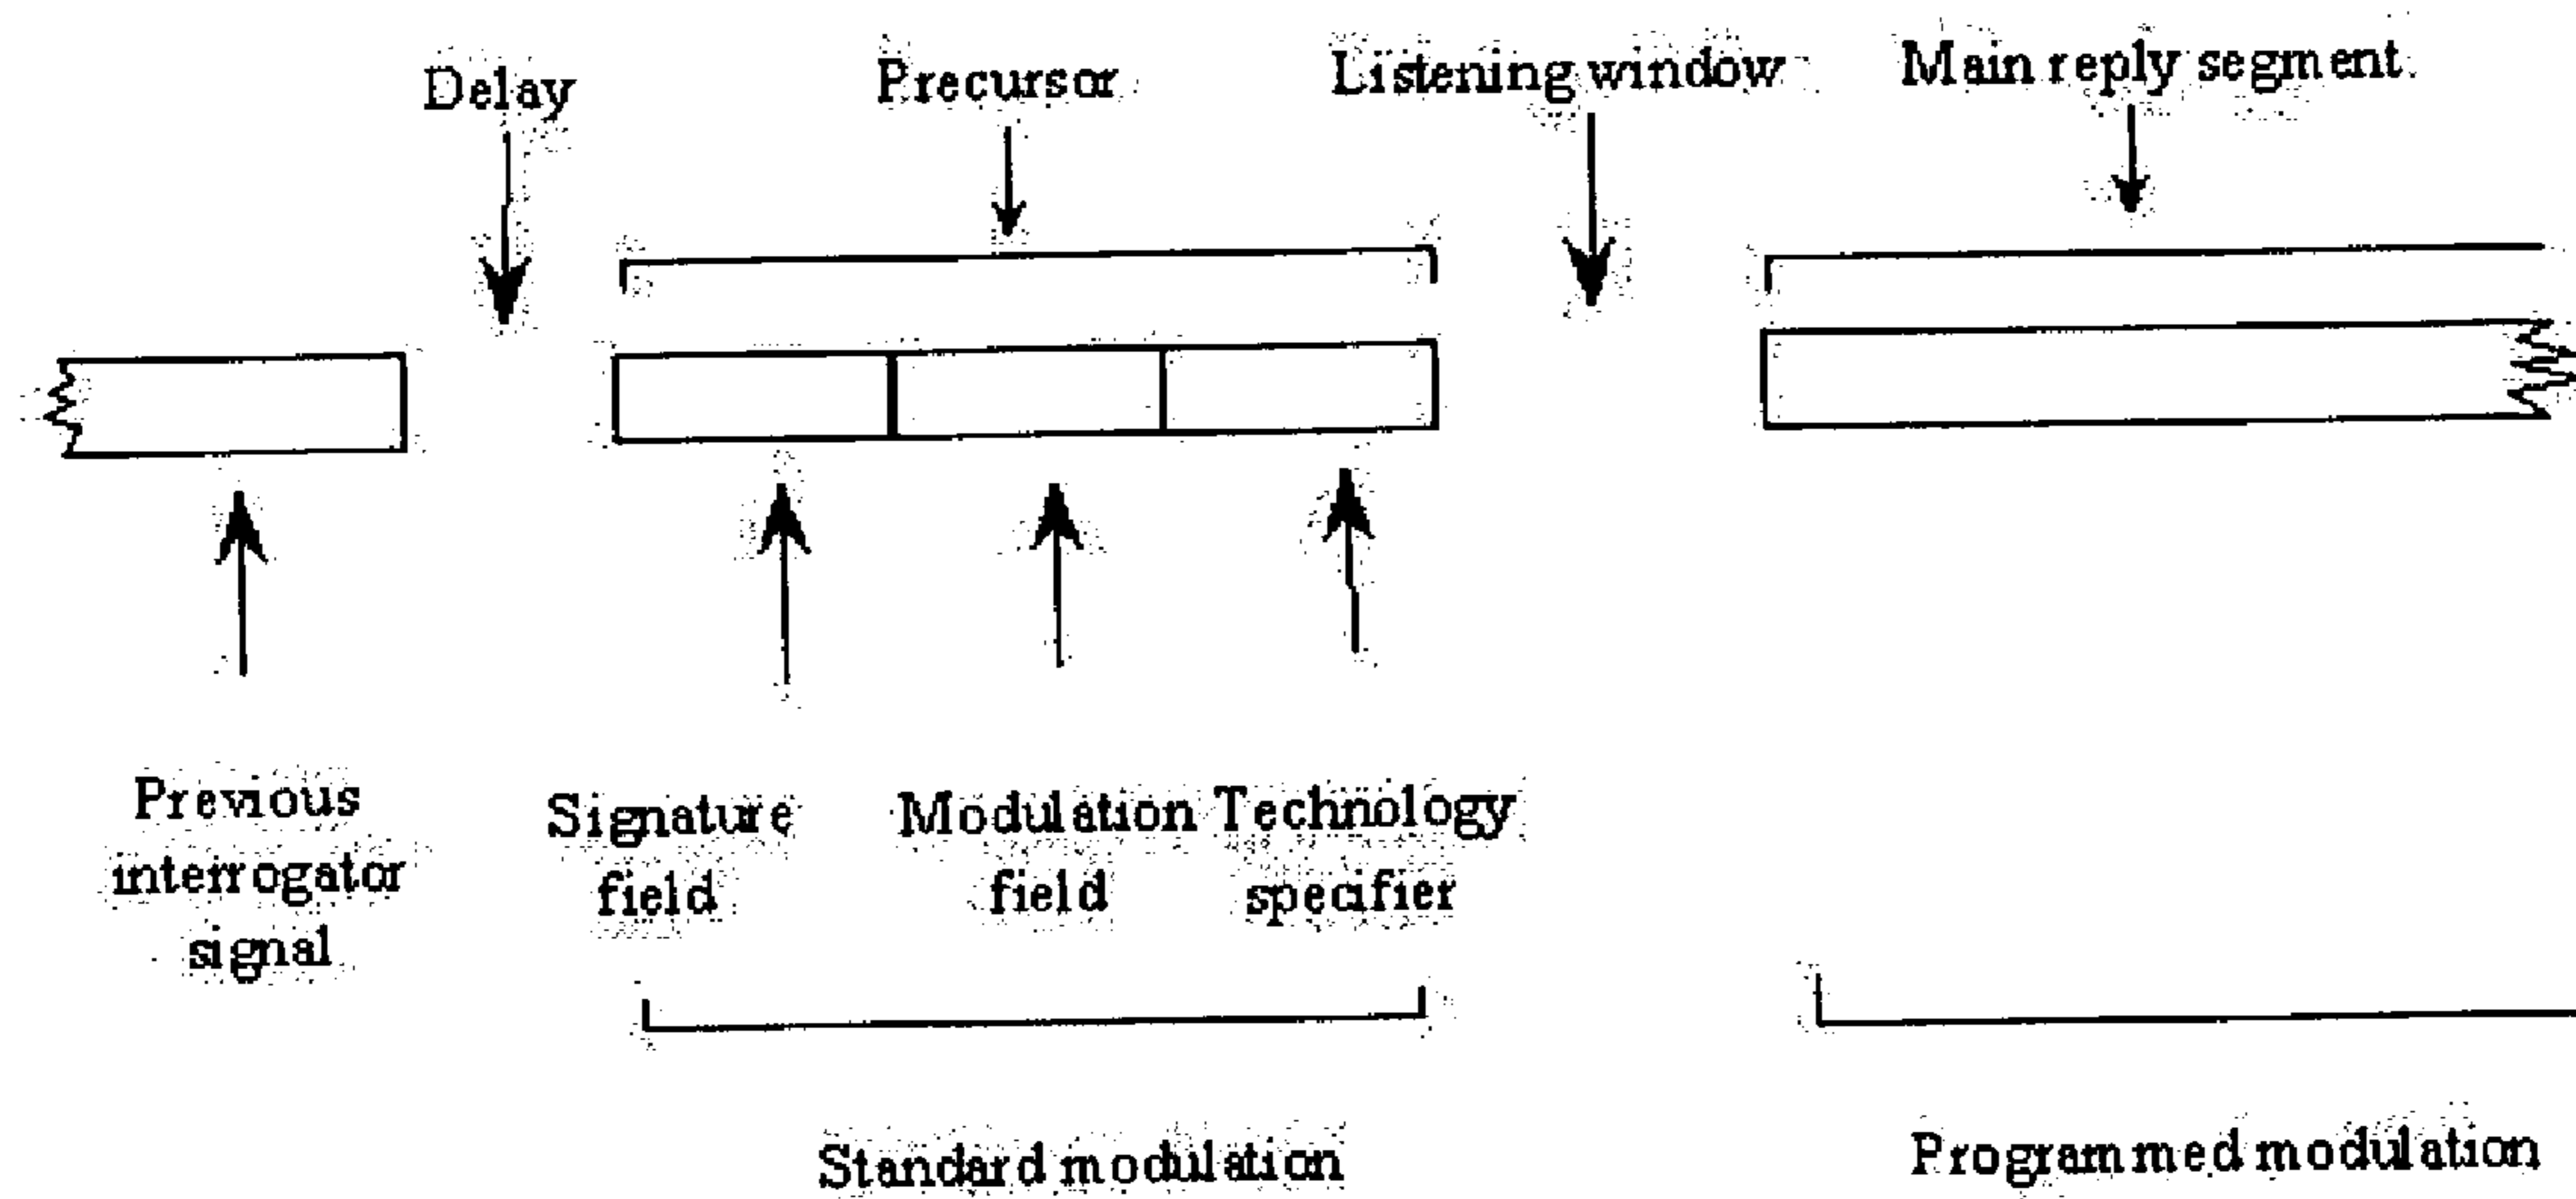 Delay
Precursor
Listening window
Main reply segment
Previous
interrogator
signal
Signature
field
Modulation
field
Technology
specifier
Standard modulation
Programmed modulation